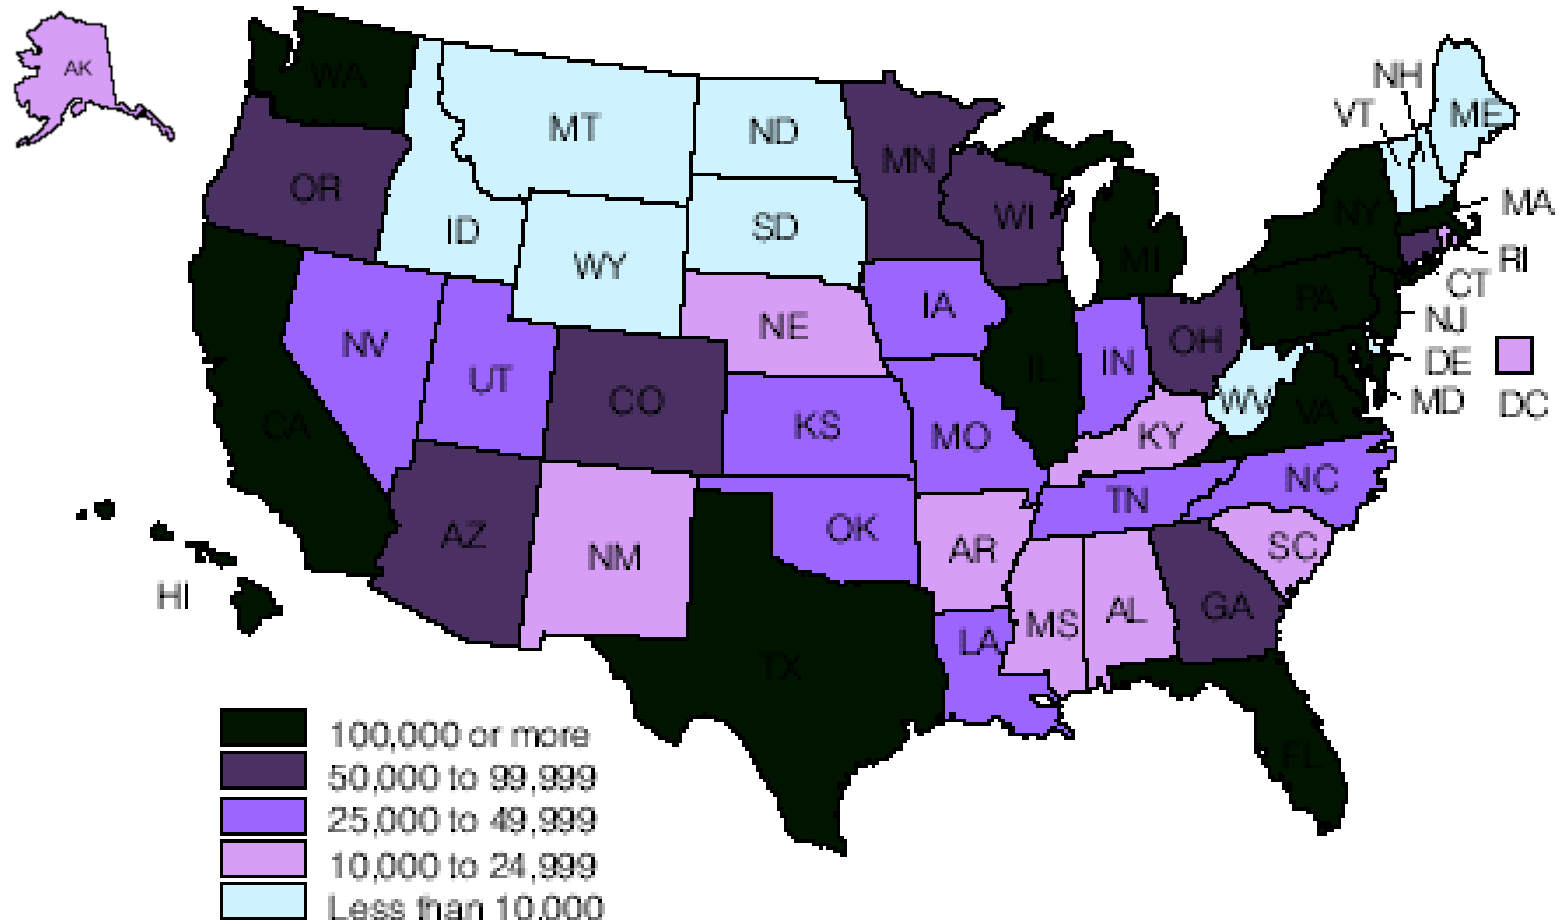 AK
WA
MT
ND
MN
NH
VT
ME
OR
ID
WY
SD
WI
MI
NY
MA
RI
CT
NV
UT
CO
NE
IA
IL
IN
OH
PA
NJ
DE
MD
DC
CA
KS
MO
KY
WV
VA
AZ
NM
OK
AR
TN
NC
SC
HI
TX
LA
MS
AL
GA
FL
100,000 or more
50,000 to 99,999
25,000 to 49,999
10,000 to 24,999
Less than 10,000